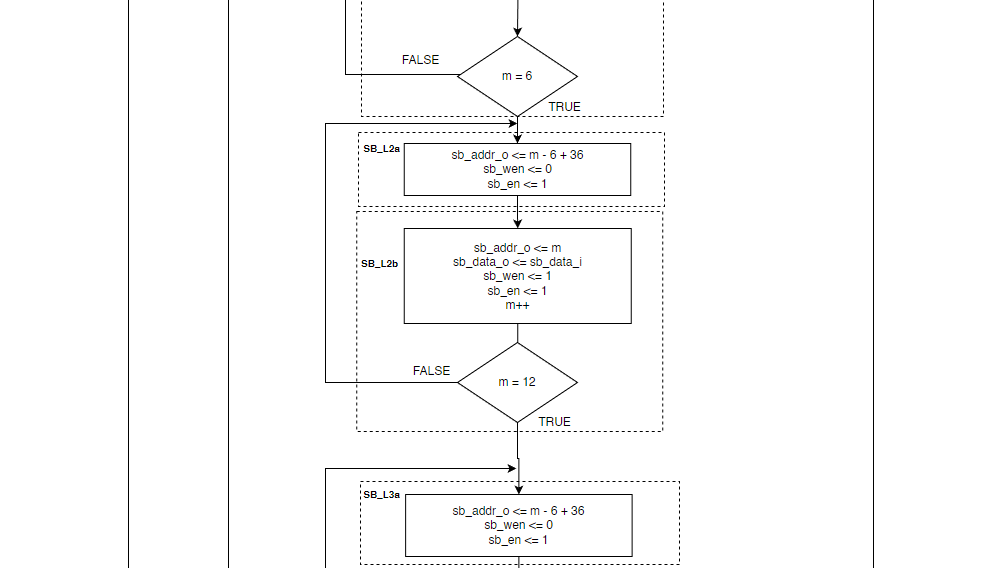 FALSE
m = 6
TRUE
SB_L2a
sb_addr_o <= m - 6 + 36
sb_wen <= 0
sb_en <= 1
sb_addr_o <= m
sb_data_o <= sb_data_i
SB_L2b
sb_wen <= 1
sb_en <= 1
m++
FALSE
m = 12
TRUE
SB_L3a
sb_addr_o <= m - 6 + 36
sb_wen <= 0
sb_en <= 1